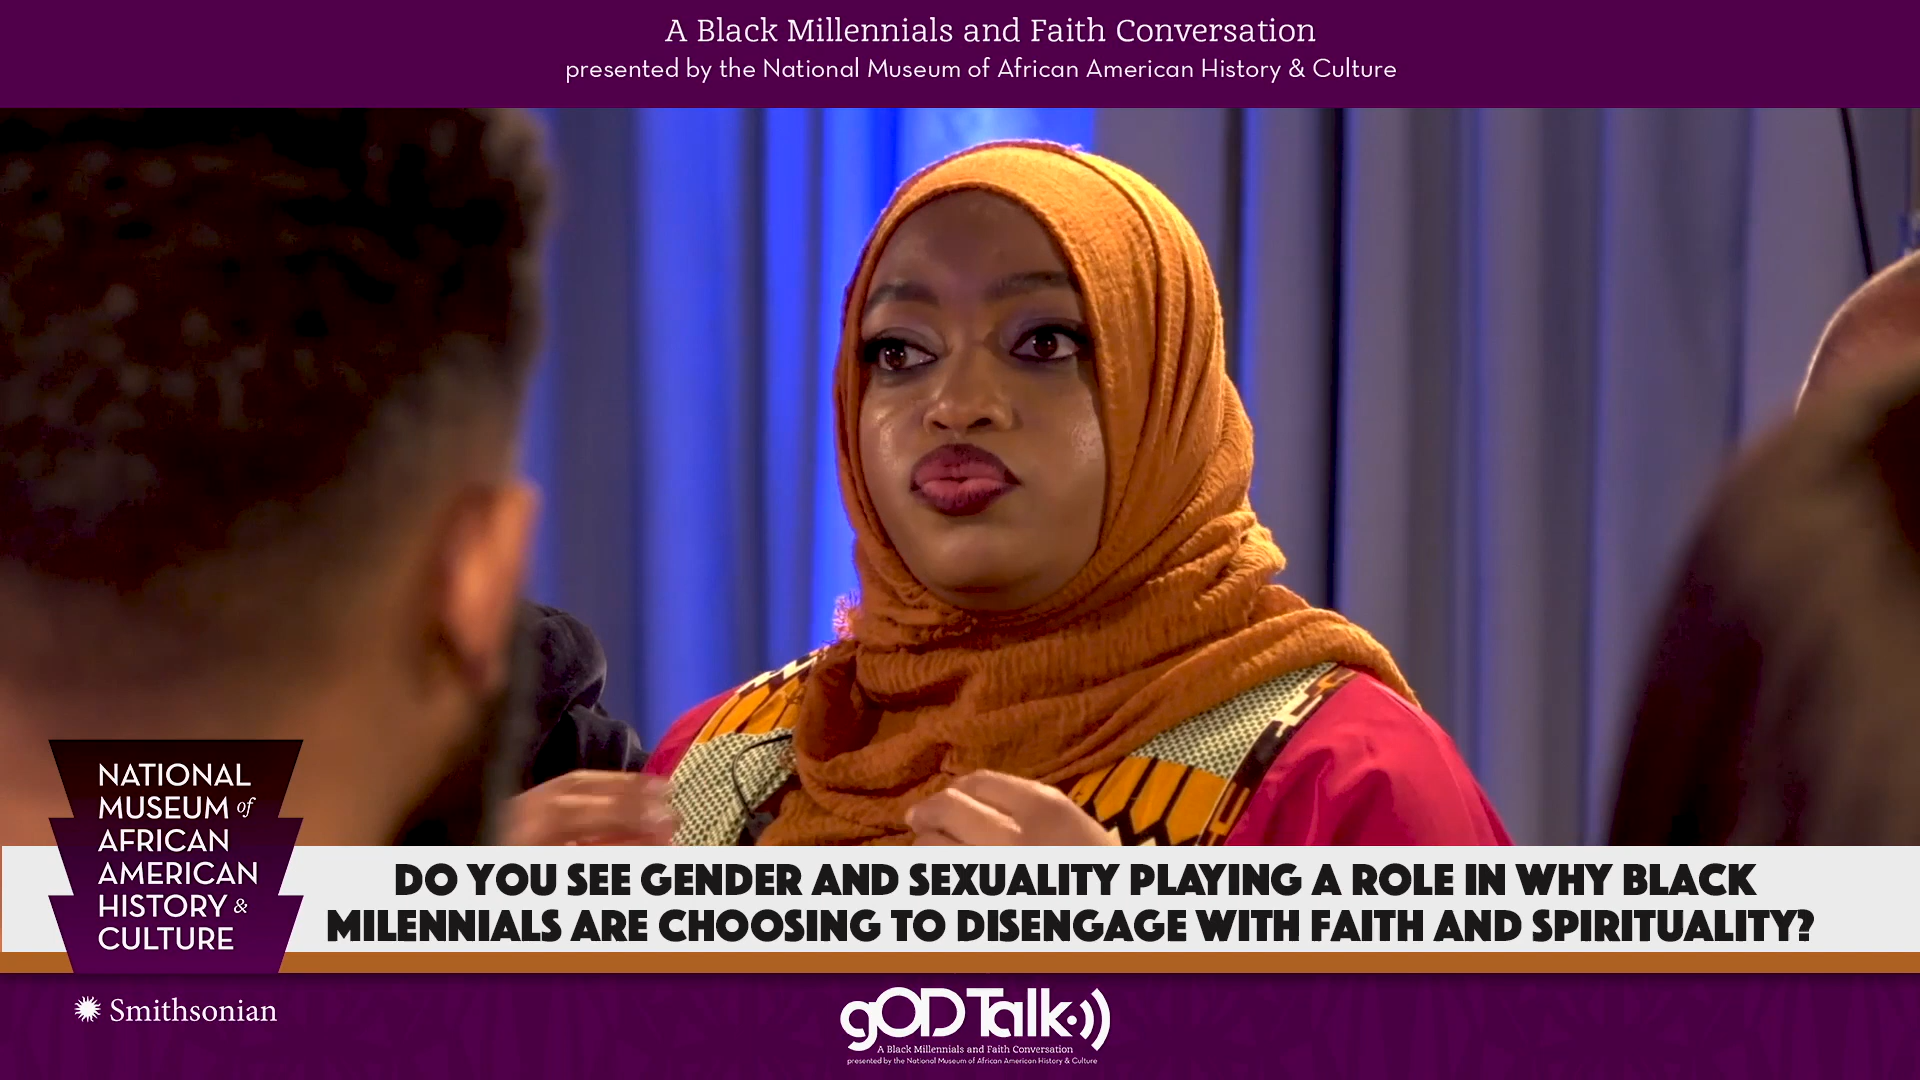 A Black Millennials and Faith Conversation
presented by the National Museum of African American History & Culture
NATIONAL
MUSEUM of
AFRICAN
AMERICAN
HISTORY &
CULTURE
DO YOU SEE GENDER AND SEXUALITY PLAYING A ROLE IN WHY BLACK
MILENNIALS ARE CHOOSING TO DISENGAGE WITH FAITH AND SPIRITUALITY?
Smithsonian
gODTalk
A Black Millennials and Faith Conversation
presented by the National Museum of African American History & Culture